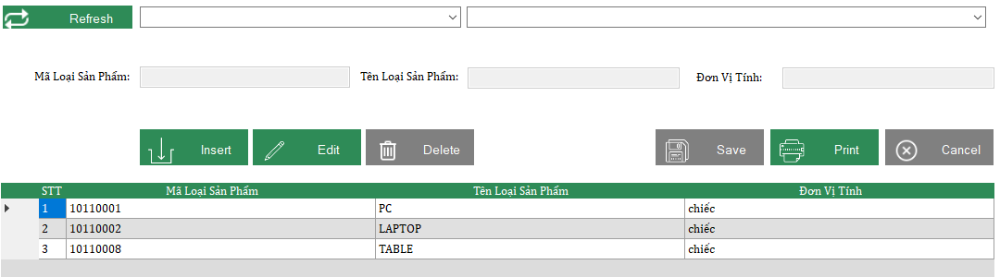 Refresh
Mã Loại Sản Phẩm: Tên Loại Sản Phẩm: Đơn Vị Tính:
Insert Edit Delete Save Print Cancel
STT Mã Loại Sản Phẩm Tên Loại Sản Phẩm Đơn Vị Tính
1 10110001 PC chiếc
2 10110002 LAPTOP chiếc
3 10110008 TABLE chiếc